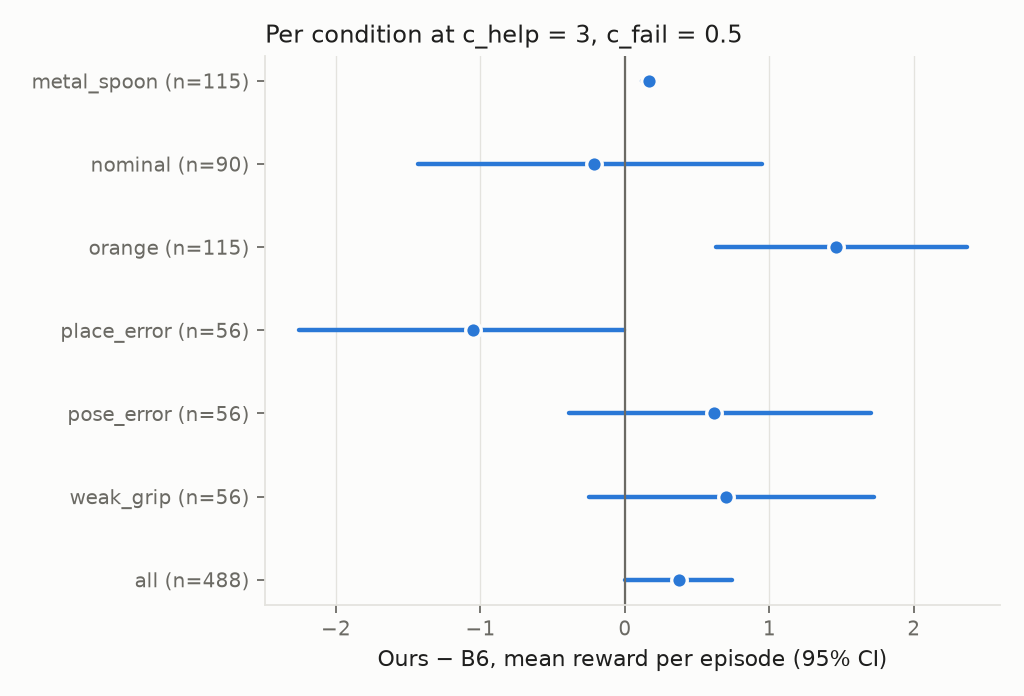 Per condition at c_help = 3, c_fail = 0.5
metal_spoon (n=115)
nominal (n=90)
orange (n=115)
place_error (n=56)
pose_error (n=56)
weak_grip (n=56)
all (n=488)
−2 −1 0 1 2
Ours − B6, mean reward per episode (95% CI)